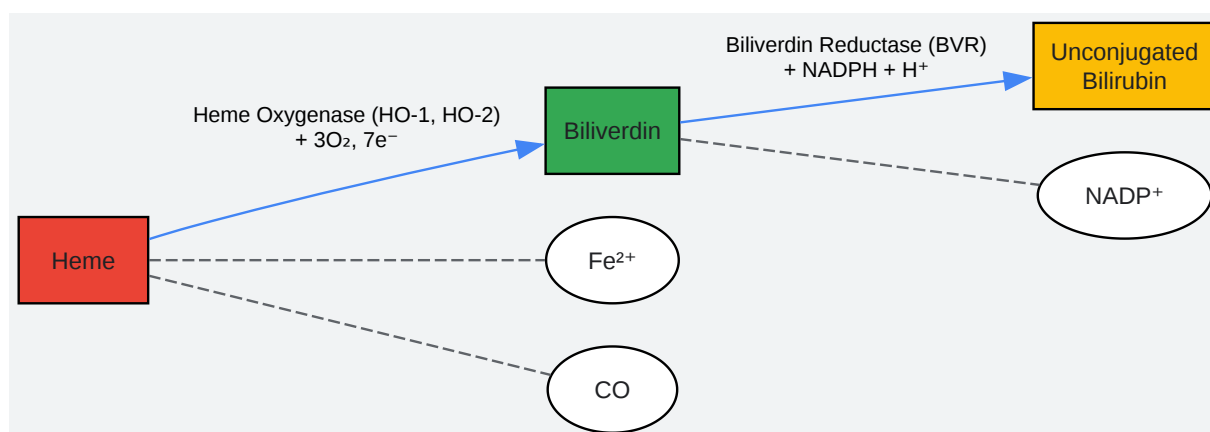 Heme
Heme Oxygenase (HO-1, HO-2)
+ 3O₂, 7e⁻
Biliverdin
Fe²⁺
CO
Biliverdin Reductase (BVR)
+ NADPH + H⁺
Unconjugated
Bilirubin
NADP⁺